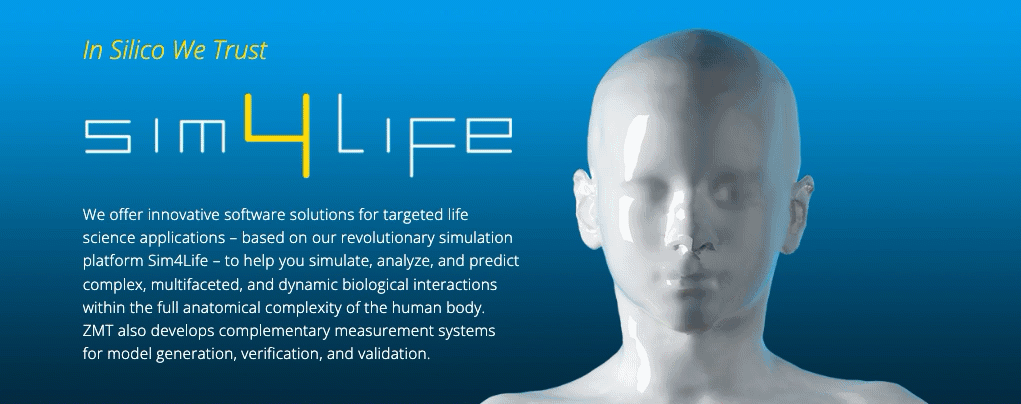 In Silico We Trust
sim4LIFe
We offer innovative software solutions for targeted life
science applications – based on our revolutionary simulation
platform Sim4Life – to help you simulate, analyze, and predict
complex, multifaceted, and dynamic biological interactions
within the full anatomical complexity of the human body.
ZMT also develops complementary measurement systems
for model generation, verification, and validation.